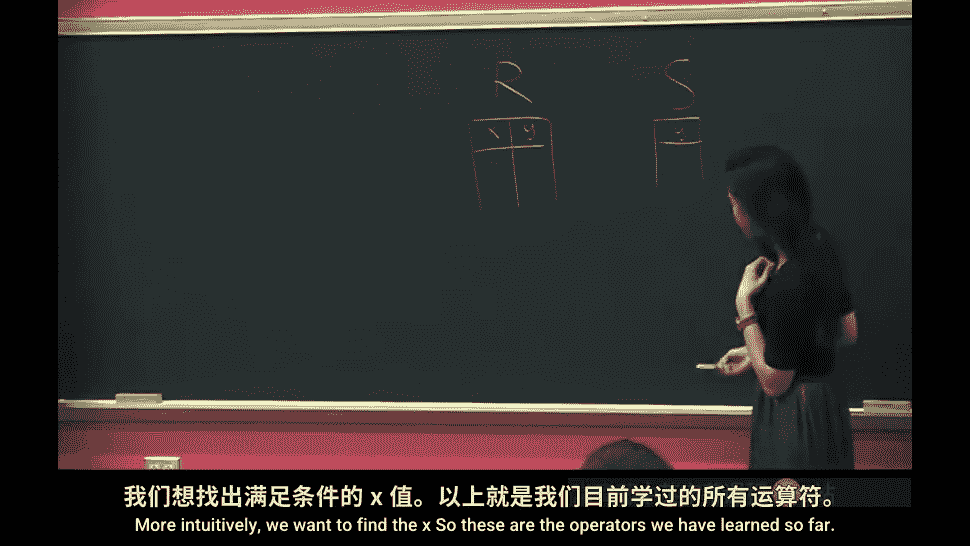 R S
x y y
我们想找出满足条件的 x 值。以上就是我们目前学过的所有运算符。
More intuitively, we want to find the x So these are the operators we have learned so far.